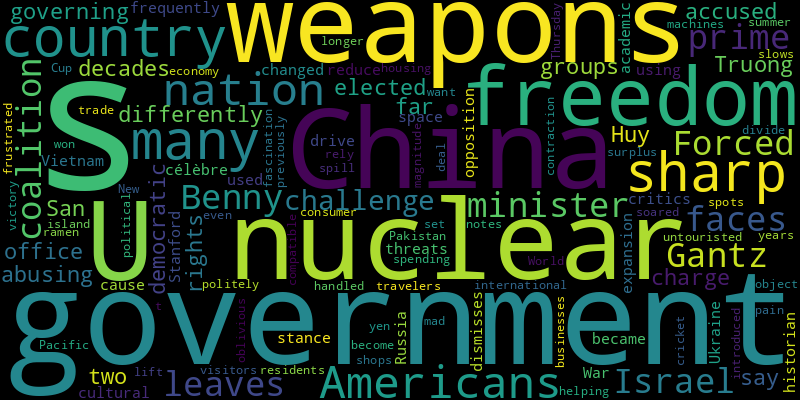 governing frequently weapons Thursday academic accused machines summer
country longer prime
decades economy groups using slows
Cup changed reduce housing Truong
nation elected want
trade far freedom
coalition S differently space Huy divide
frustrated many China opposition Forced
won fascination previously drive magnitude deal contraction surplus
Vietnam célèbre rely sharp
spill
victory New used
San Benny challenge even minister critics spots
island U nuclear faces soared
political democratic Stanford rights consumer set notes
ramen Pakistan untouristed years
office threats Gantz
compatible spending World expansion
abusing cause politely handled travelers international charge object
government
oblivious stance yen Russia mad dismisses businesses became cricket Ukraine introduced pain
Pacific become historian
lift visitors residents shops War
two leaves Americans helping Israel say
cultural